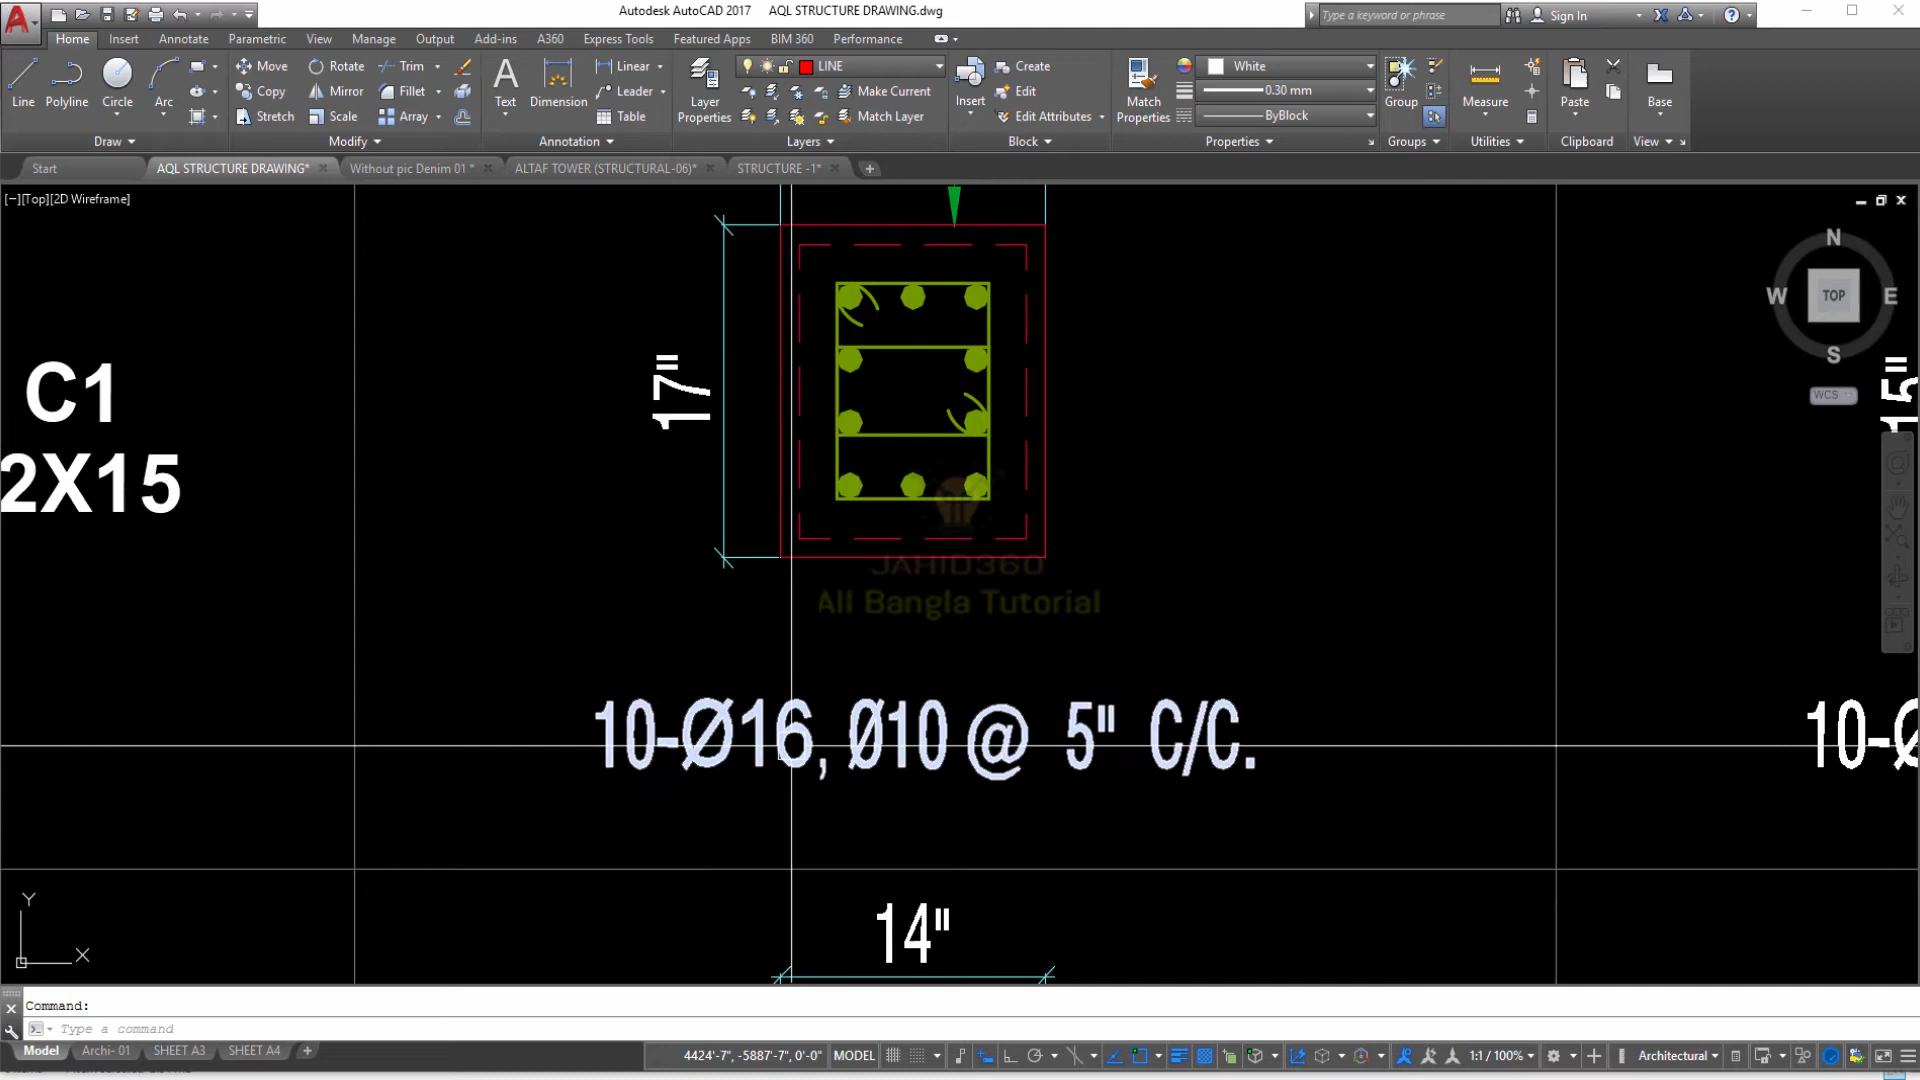 Autodesk AutoCAD 2017 AQL STRUCTURE DRAWING.dwg
Type a keyword or phrase
Sign In
Home Insert Annotate Parametric View Manage Output Add-ins A360 Express Tools Featured Apps BIM 360 Performance
Line Polyline Circle Arc
Move Rotate Trim
Copy Mirror Fillet
Stretch Scale Array
Text Dimension
Linear
Leader
Table
Layer Properties
LINE
Make Current
Match Layer
Insert
Create
Edit
Edit Attributes
Match Properties
White
0.30 mm
ByBlock
Group
Measure
Paste
Base
Draw Modify Annotation Layers Block Properties Groups Utilities Clipboard View
Start AQL STRUCTURE DRAWING* Without pic Denim 01 * ALTAF TOWER (STRUCTURAL-06)* STRUCTURE -1*
[−][Top][2D Wireframe]
N
W TOP E
S
WCS
C1
2X15
17"
15"
JAHID360
All Bangla Tutorial
10-Ø16, Ø10 @ 5" C/C.
10-Ø
14"
Y
X
Command:
Type a command
Model Archi- 01 SHEET A3 SHEET A4
4424'-7", -5887'-7", 0'-0" MODEL 1:1 / 100% Architectural